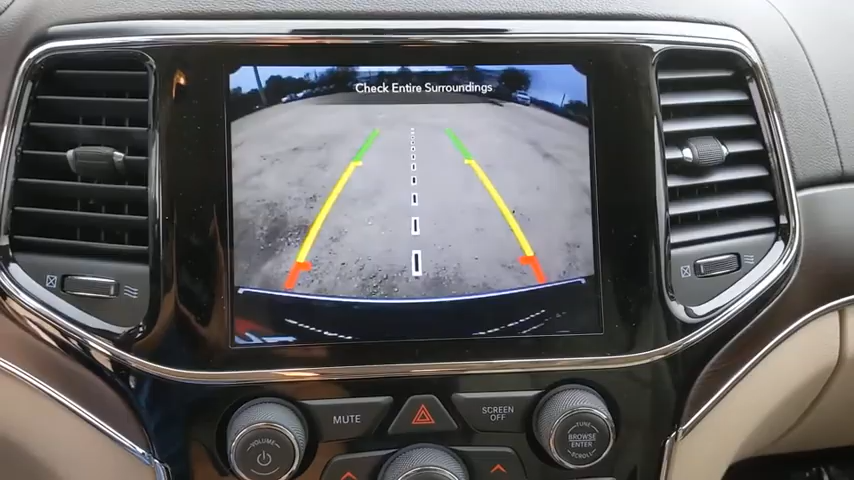 Check Entire Surroundings
MUTE
SCREEN
OFF
VOLUME
TUNE
BROWSE
ENTER
SCROLL